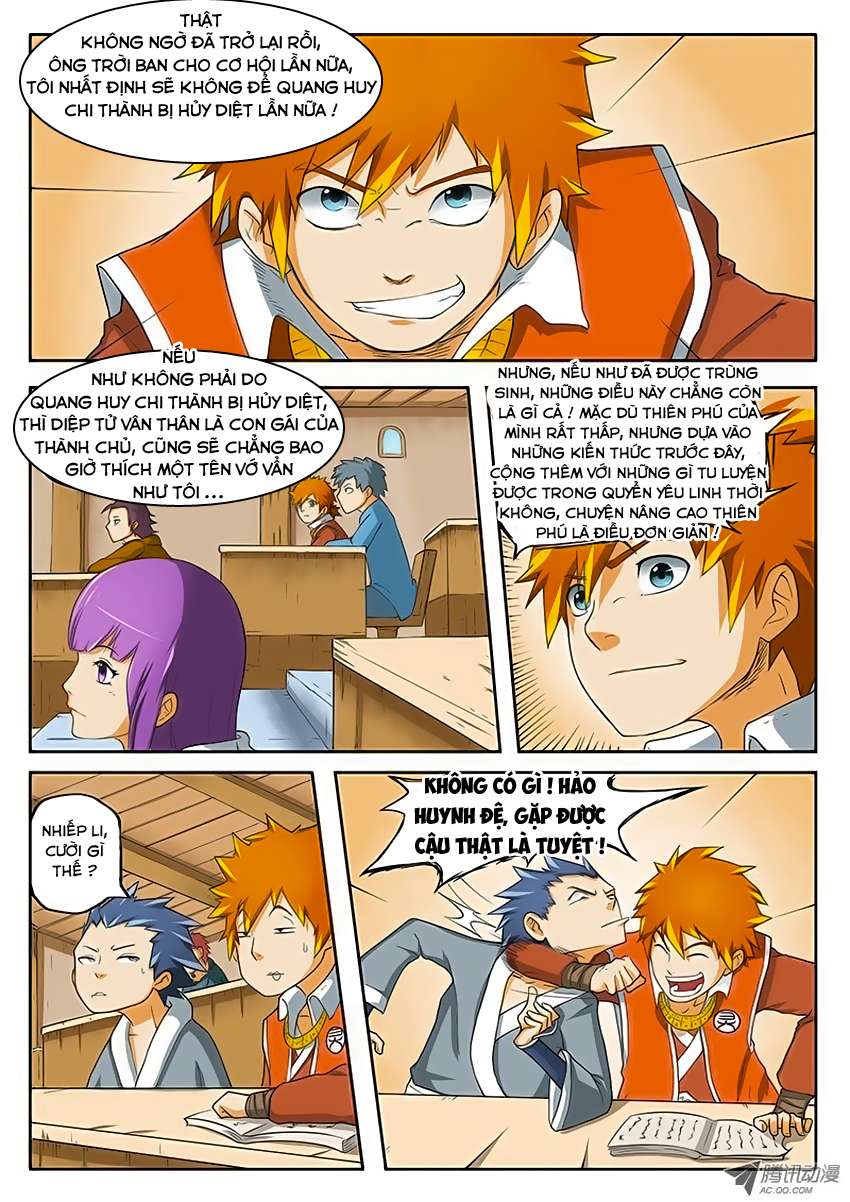 THẬT
KHÔNG NGỜ ĐÃ TRỞ LẠI RỒI,
ÔNG TRỜI BAN CHO CƠ HỘI LẦN NỮA,
TÔI NHẤT ĐỊNH SẼ KHÔNG ĐỂ QUANG HUY
CHI THÀNH BỊ HỦY DIỆT LẦN NỮA !
NẾU
NHƯ KHÔNG PHẢI DO
QUANG HUY CHI THÀNH BỊ HỦY DIỆT,
THÌ DIỆP TỬ VÂN THÂN LÀ CON GÁI CỦA
THÀNH CHỦ, CŨNG SẼ CHẲNG BAO
GIỜ THÍCH MỘT TÊN VỚ VẨN
NHƯ TÔI ...
NHƯNG, NẾU NHƯ ĐÃ ĐƯỢC TRÙNG
SINH, NHỮNG ĐIỀU NÀY CHẲNG CÒN
LÀ GÌ CẢ ! MẶC DÙ THIÊN PHÚ CỦA
MÌNH RẤT THẤP, NHƯNG DỰA VÀO
NHỮNG KIẾN THỨC TRƯỚC ĐÂY,
CỘNG THÊM VỚI NHỮNG GÌ TU LUYỆN
ĐƯỢC TRONG QUYỂN YÊU LINH THỜI
KHÔNG, CHUYỆN NÂNG CAO THIÊN
PHÚ LÀ ĐIỀU ĐƠN GIẢN !
NHIẾP LI,
CƯỜI GÌ
THẾ ?
KHÔNG CÓ GÌ ! HẢO
HUYNH ĐỆ, GẶP ĐƯỢC
CẬU THẬT LÀ TUYỆT !
灵
腾讯动漫
AC.QQ.COM